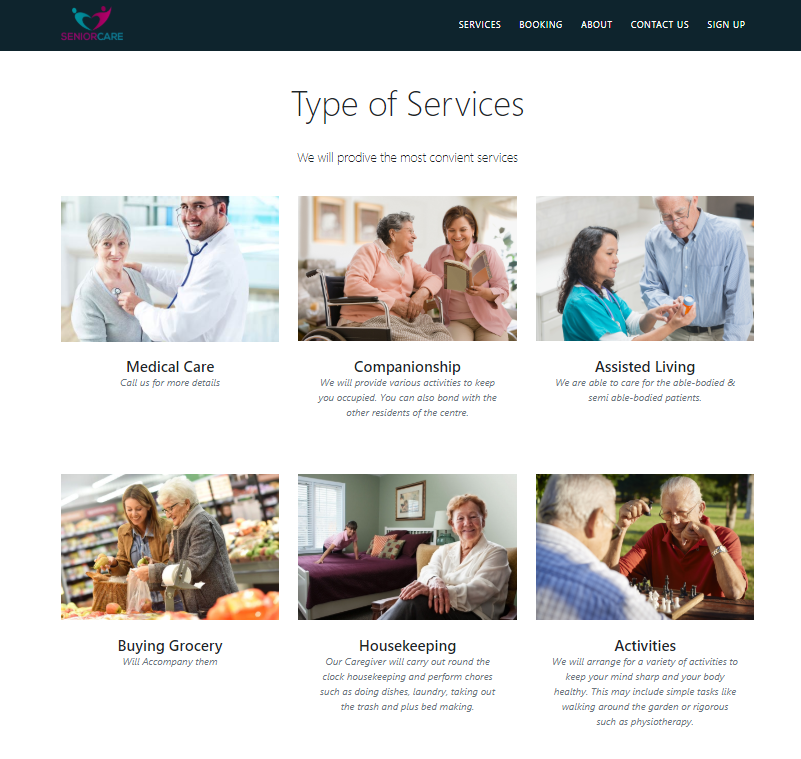 SENIORCARE
SERVICES
BOOKING
ABOUT
CONTACT US
SIGN UP
Type of Services
We will prodive the most convient services
Medical Care
Call us for more details
Companionship
We will provide various activities to keep
you occupied. You can also bond with the
other residents of the centre.
Assisted Living
We are able to care for the able-bodied &
semi able-bodied patients.
Buying Grocery
Will Accompany them
Housekeeping
Our Caregiver will carry out round the
clock housekeeping and perform chores
such as doing dishes, laundry, taking out
the trash and plus bed making.
Activities
We will arrange for a variety of activities to
keep your mind sharp and your body
healthy. This may include simple tasks like
walking around the garden or rigorous
such as physiotherapy.